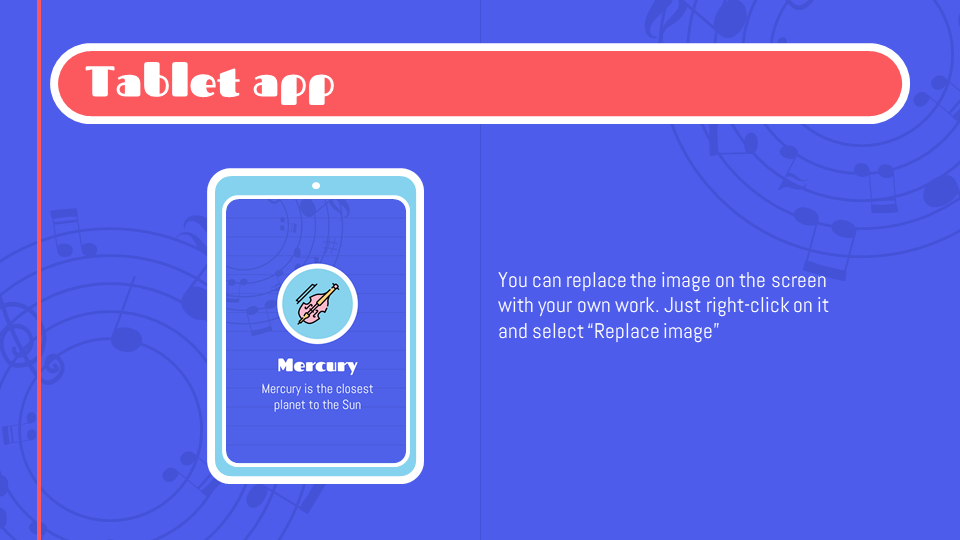 Tablet app
Mercury
Mercury is the closest
planet to the Sun
You can replace the image on the screen
with your own work. Just right-click on it
and select “Replace image”